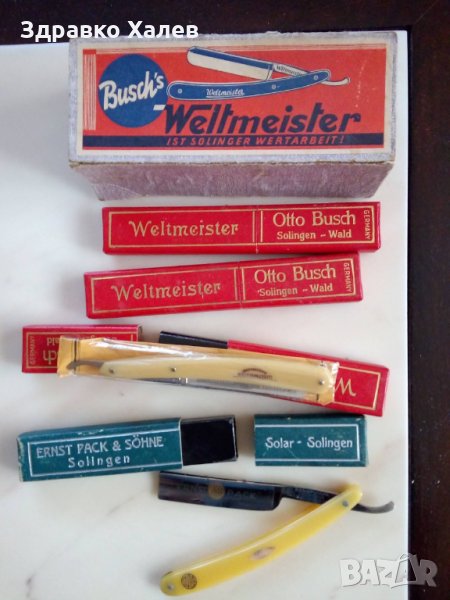 Здравко Халев
Busch's
Weltmeister
-Weltmeister
IST SOLINGER WERTARBEIT!
Weltmeister
Otto Busch
Solingen - Wald
GERMANY
Weltmeister
Otto Busch
Solingen - Wald
GERMANY
GERMANY
W
ERNST PACK & SÖHNE
Solingen
Solar - Solingen
BAZAR